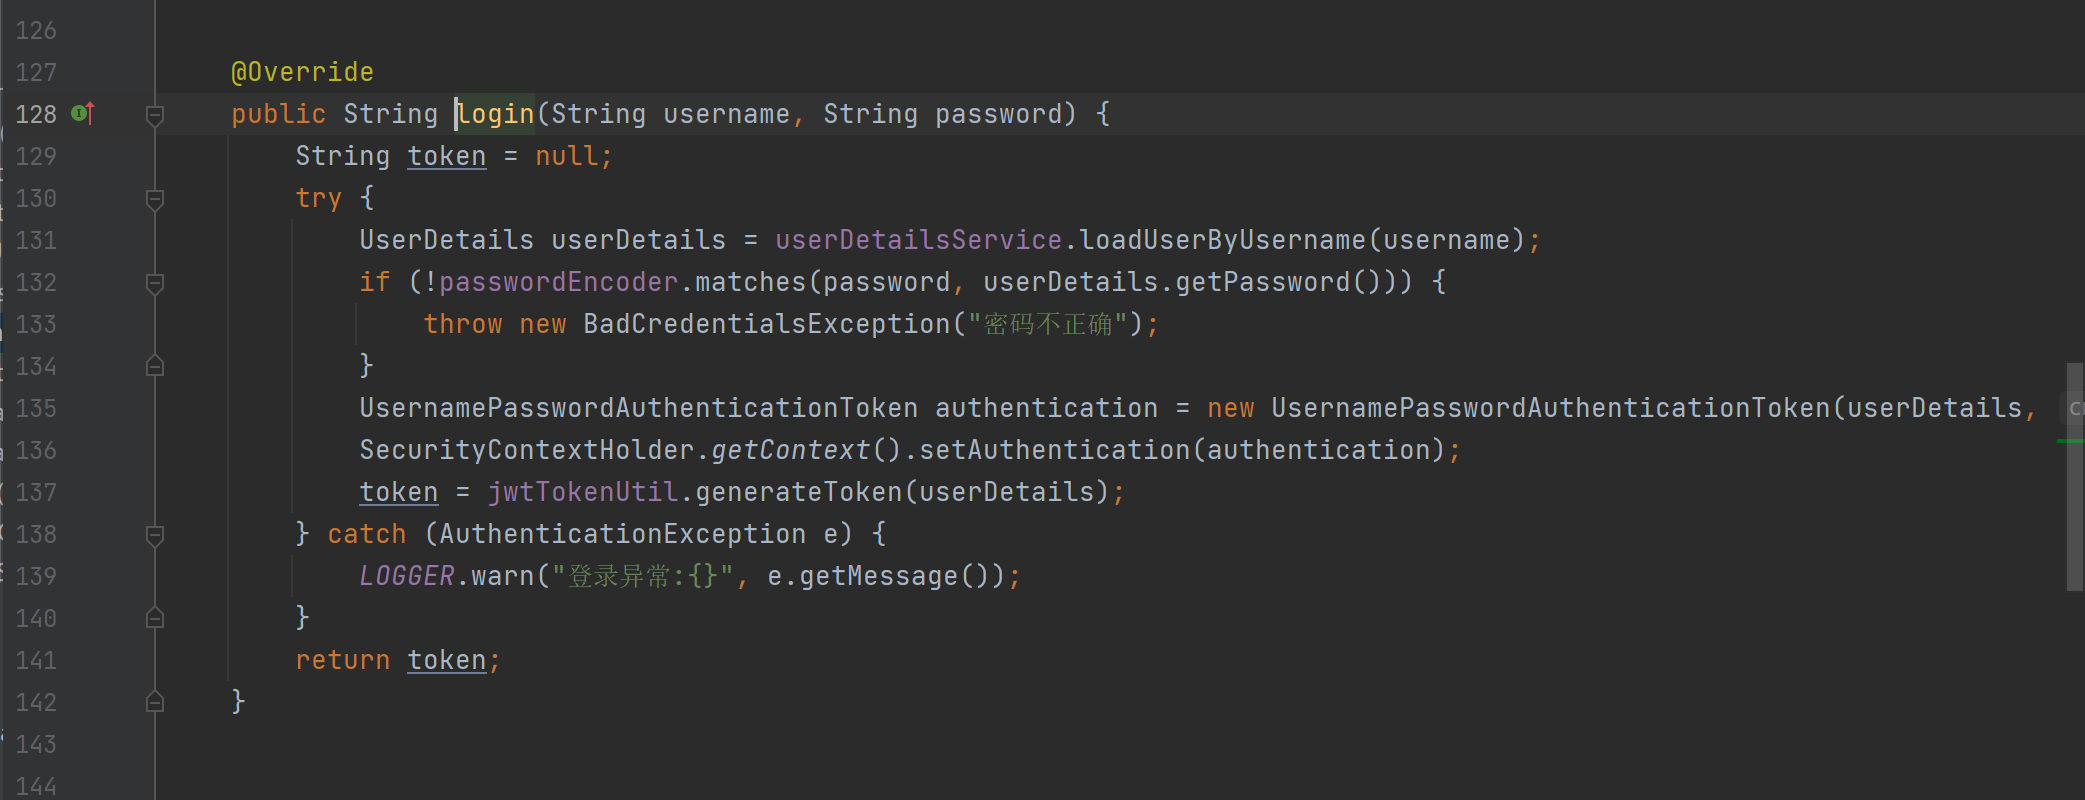 126
127 @Override
128 public String login(String username, String password) {
129 String token = null;
130 try {
131 UserDetails userDetails = userDetailsService.loadUserByUsername(username);
132 if (!passwordEncoder.matches(password, userDetails.getPassword())) {
133 throw new BadCredentialsException("密码不正确");
134 }
135 UsernamePasswordAuthenticationToken authentication = new UsernamePasswordAuthenticationToken(userDetails,
136 SecurityContextHolder.getContext().setAuthentication(authentication);
137 token = jwtTokenUtil.generateToken(userDetails);
138 } catch (AuthenticationException e) {
139 LOGGER.warn("登录异常:{}", e.getMessage());
140 }
141 return token;
142 }
143
144